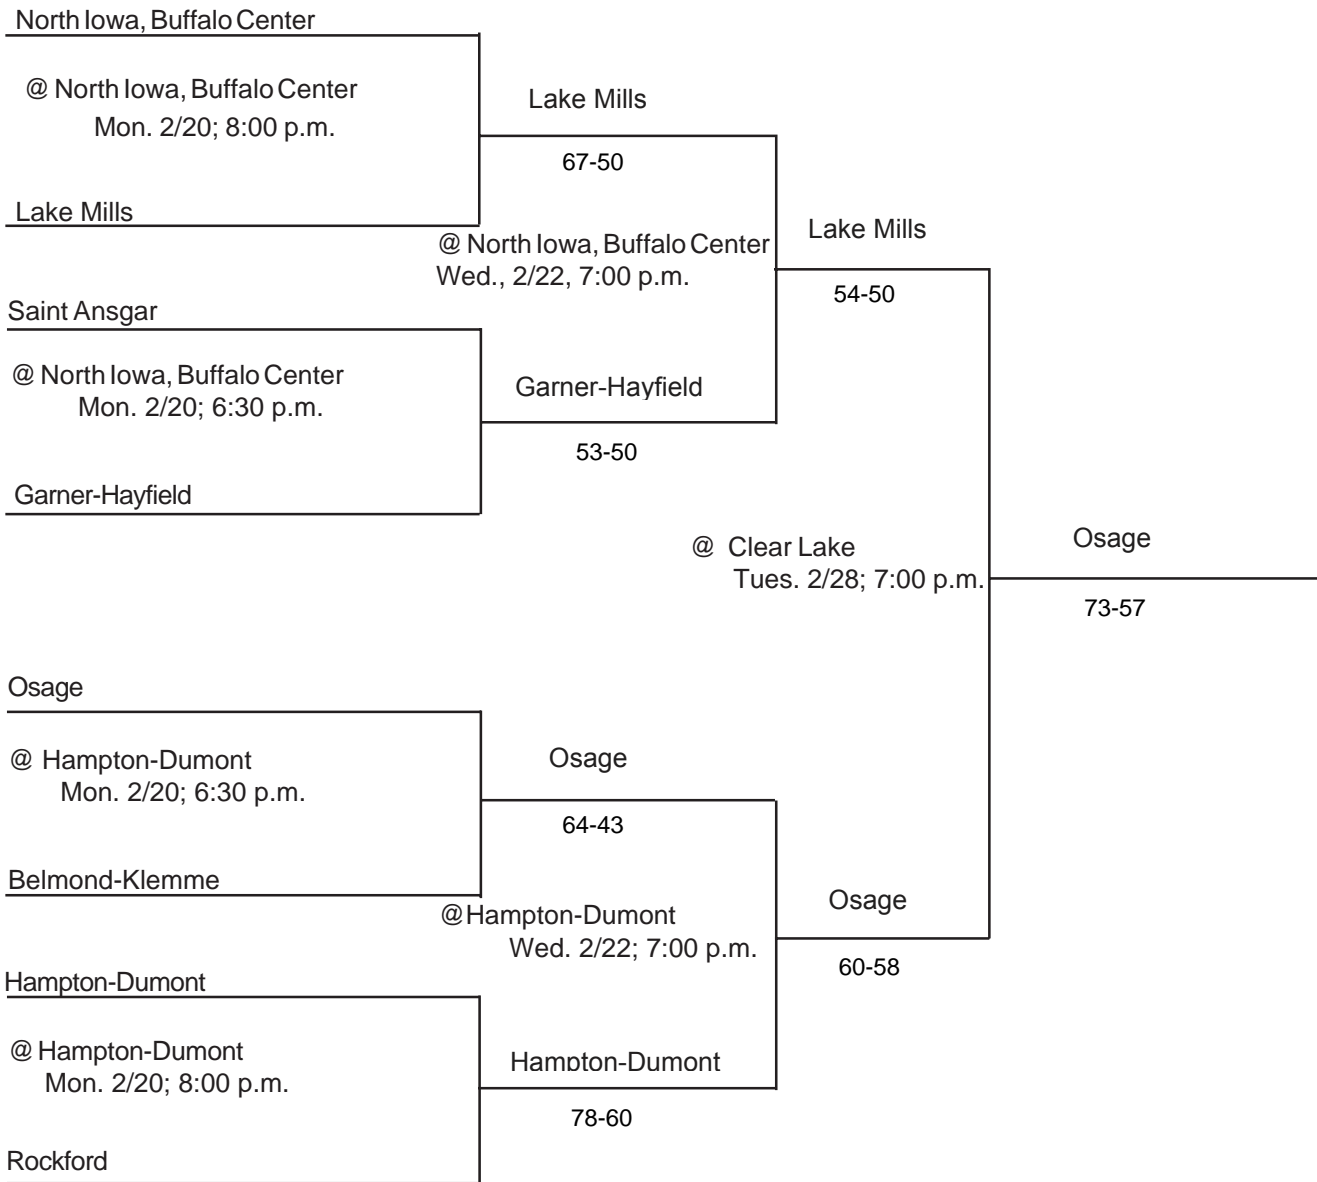 North Iowa, Buffalo Center
@ North Iowa, Buffalo Center
Mon. 2/20; 8:00 p.m.
Lake Mills
67-50
Lake Mills
@ North Iowa, Buffalo Center
Wed., 2/22, 7:00 p.m.
Lake Mills
54-50
Saint Ansgar
@ North Iowa, Buffalo Center
Mon. 2/20; 6:30 p.m.
Garner-Hayfield
53-50
Garner-Hayfield
@ Clear Lake
Tues. 2/28; 7:00 p.m.
Osage
73-57
Osage
@ Hampton-Dumont
Mon. 2/20; 6:30 p.m.
Osage
64-43
Belmond-Klemme
@Hampton-Dumont
Wed. 2/22; 7:00 p.m.
Osage
60-58
Hampton-Dumont
@ Hampton-Dumont
Mon. 2/20; 8:00 p.m.
Hampton-Dumont
78-60
Rockford